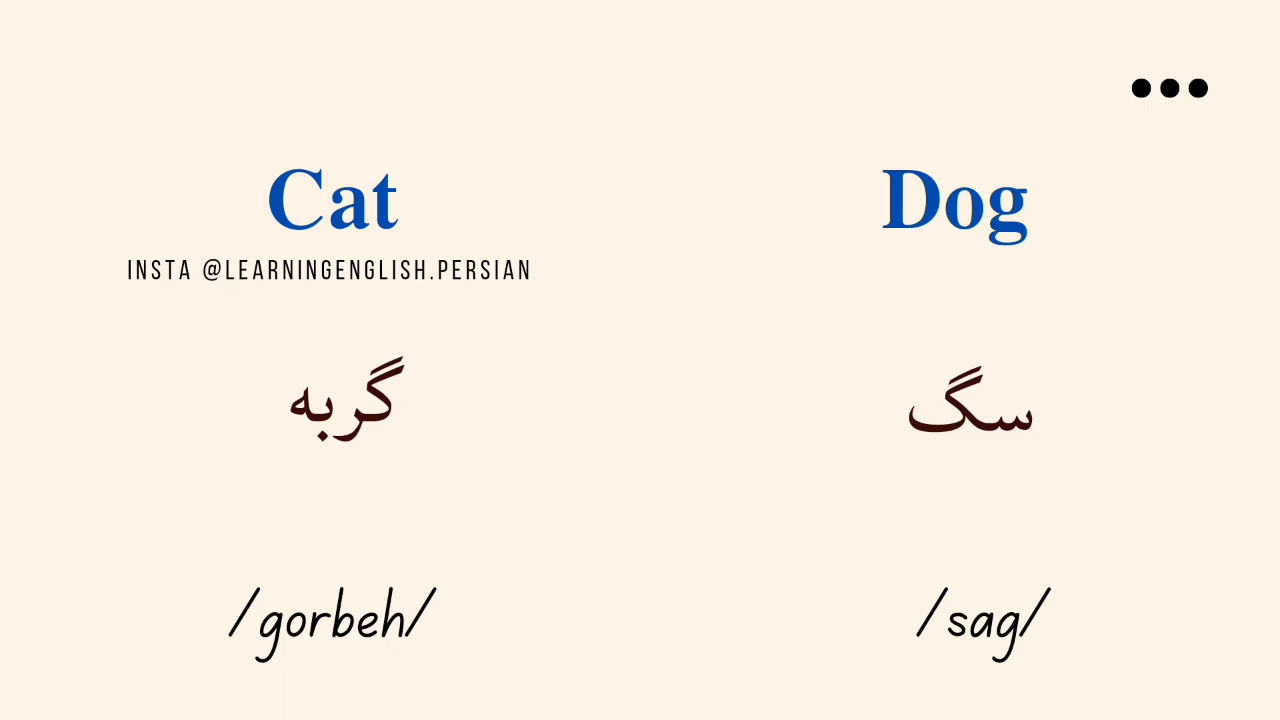 Cat
INSTA @LEARNINGENGLISH.PERSIAN
گربه
/gorbeh/
Dog
سگ
/sag/